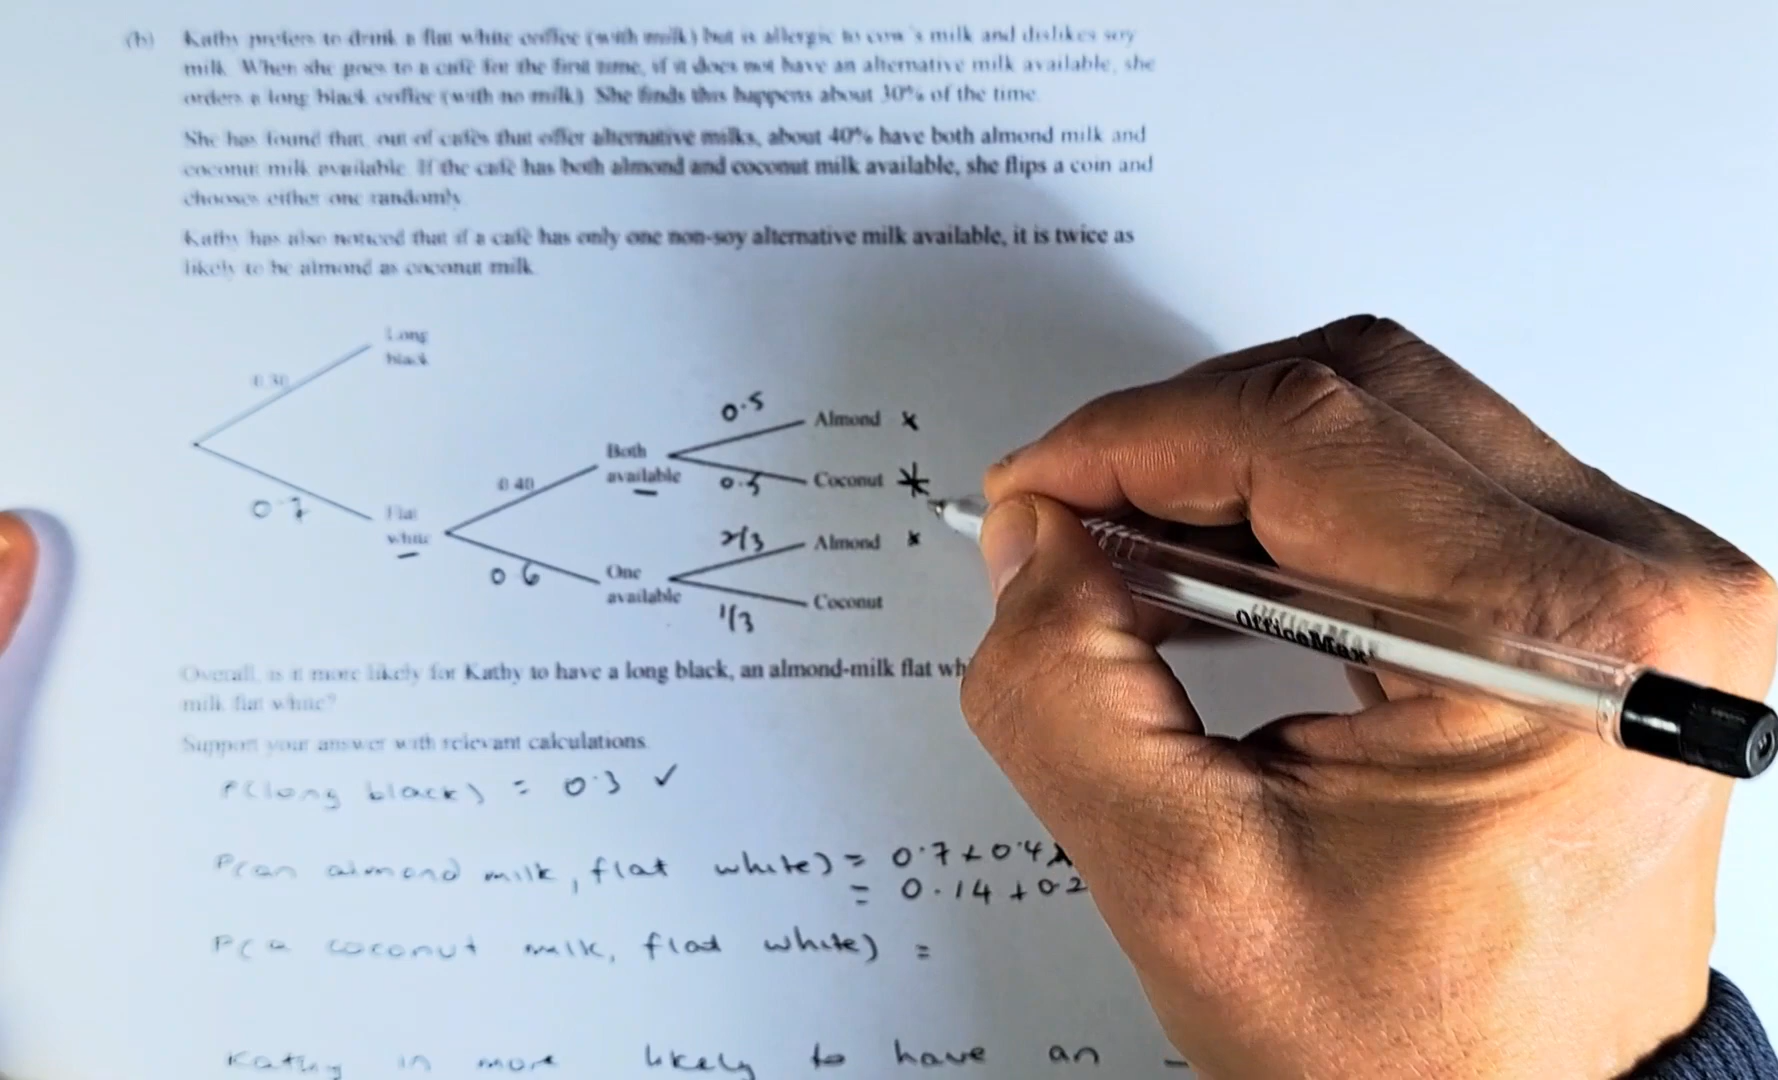 (b) Kathy prefers to drink a flat white coffee (with milk) but is allergic to cow's milk and dislikes soy
milk. When she goes to a café for the first time, if it does not have an alternative milk available, she
orders a long black coffee (with no milk). She finds this happens about 30% of the time.
She has found that, out of cafés that offer alternative milks, about 40% have both almond milk and
coconut milk available. If the café has both almond and coconut milk available, she flips a coin and
chooses either one randomly.
Kathy has also noticed that if a café has only one non-soy alternative milk available, it is twice as
likely to be almond as coconut milk.
Long
black
0.30
0.5
Almond
Both
available
0.40
0.5
Coconut
0.7
Flat
white
2/3
Almond
0.6
One
available
Coconut
1/3
Overall, is it more likely for Kathy to have a long black, an almond-milk flat wh
milk flat white?
Support your answer with relevant calculations.
P(long black) = 0.3 ✓
P(an almond milk, flat white) = 0.7 x 0.4 x
= 0.14 + 0.2
P(a coconut milk, flat white) =
Kathy in more likely to have an
OfficeMax